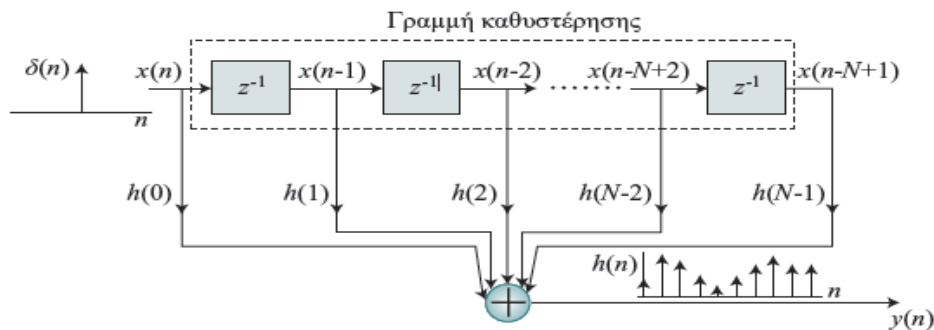 Γραμμή καθυστέρησης
δ(n)
n
x(n)
z⁻¹
x(n-1)
z⁻¹|
x(n-2)
x(n-N+2)
z⁻¹
x(n-N+1)
h(0)
h(1)
h(2)
h(N-2)
h(N-1)
h(n)
n
+
y(n)